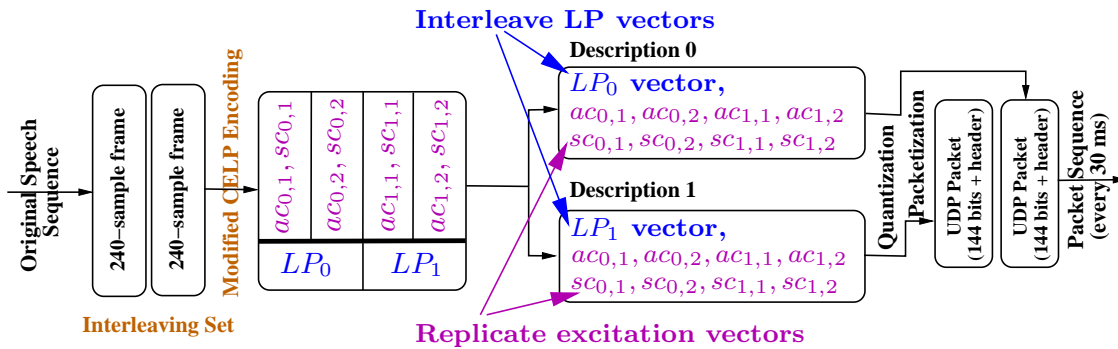 Interleave LP vectors
Original Speech
Sequence
240−sample frame
240−sample frame
Interleaving Set
Modified CELP Encoding
ac0,1, sc0,1
ac0,2, sc0,2
ac1,1, sc1,1
ac1,2, sc1,2
LP0
LP1
Description 0
LP0 vector,
ac0,1, ac0,2, ac1,1, ac1,2
sc0,1, sc0,2, sc1,1, sc1,2
Description 1
LP1 vector,
ac0,1, ac0,2, ac1,1, ac1,2
sc0,1, sc0,2, sc1,1, sc1,2
Replicate excitation vectors
Quantization
Packetization
UDP Packet
(144 bits + header)
UDP Packet
(144 bits + header)
Packet Sequence
(every 30 ms)